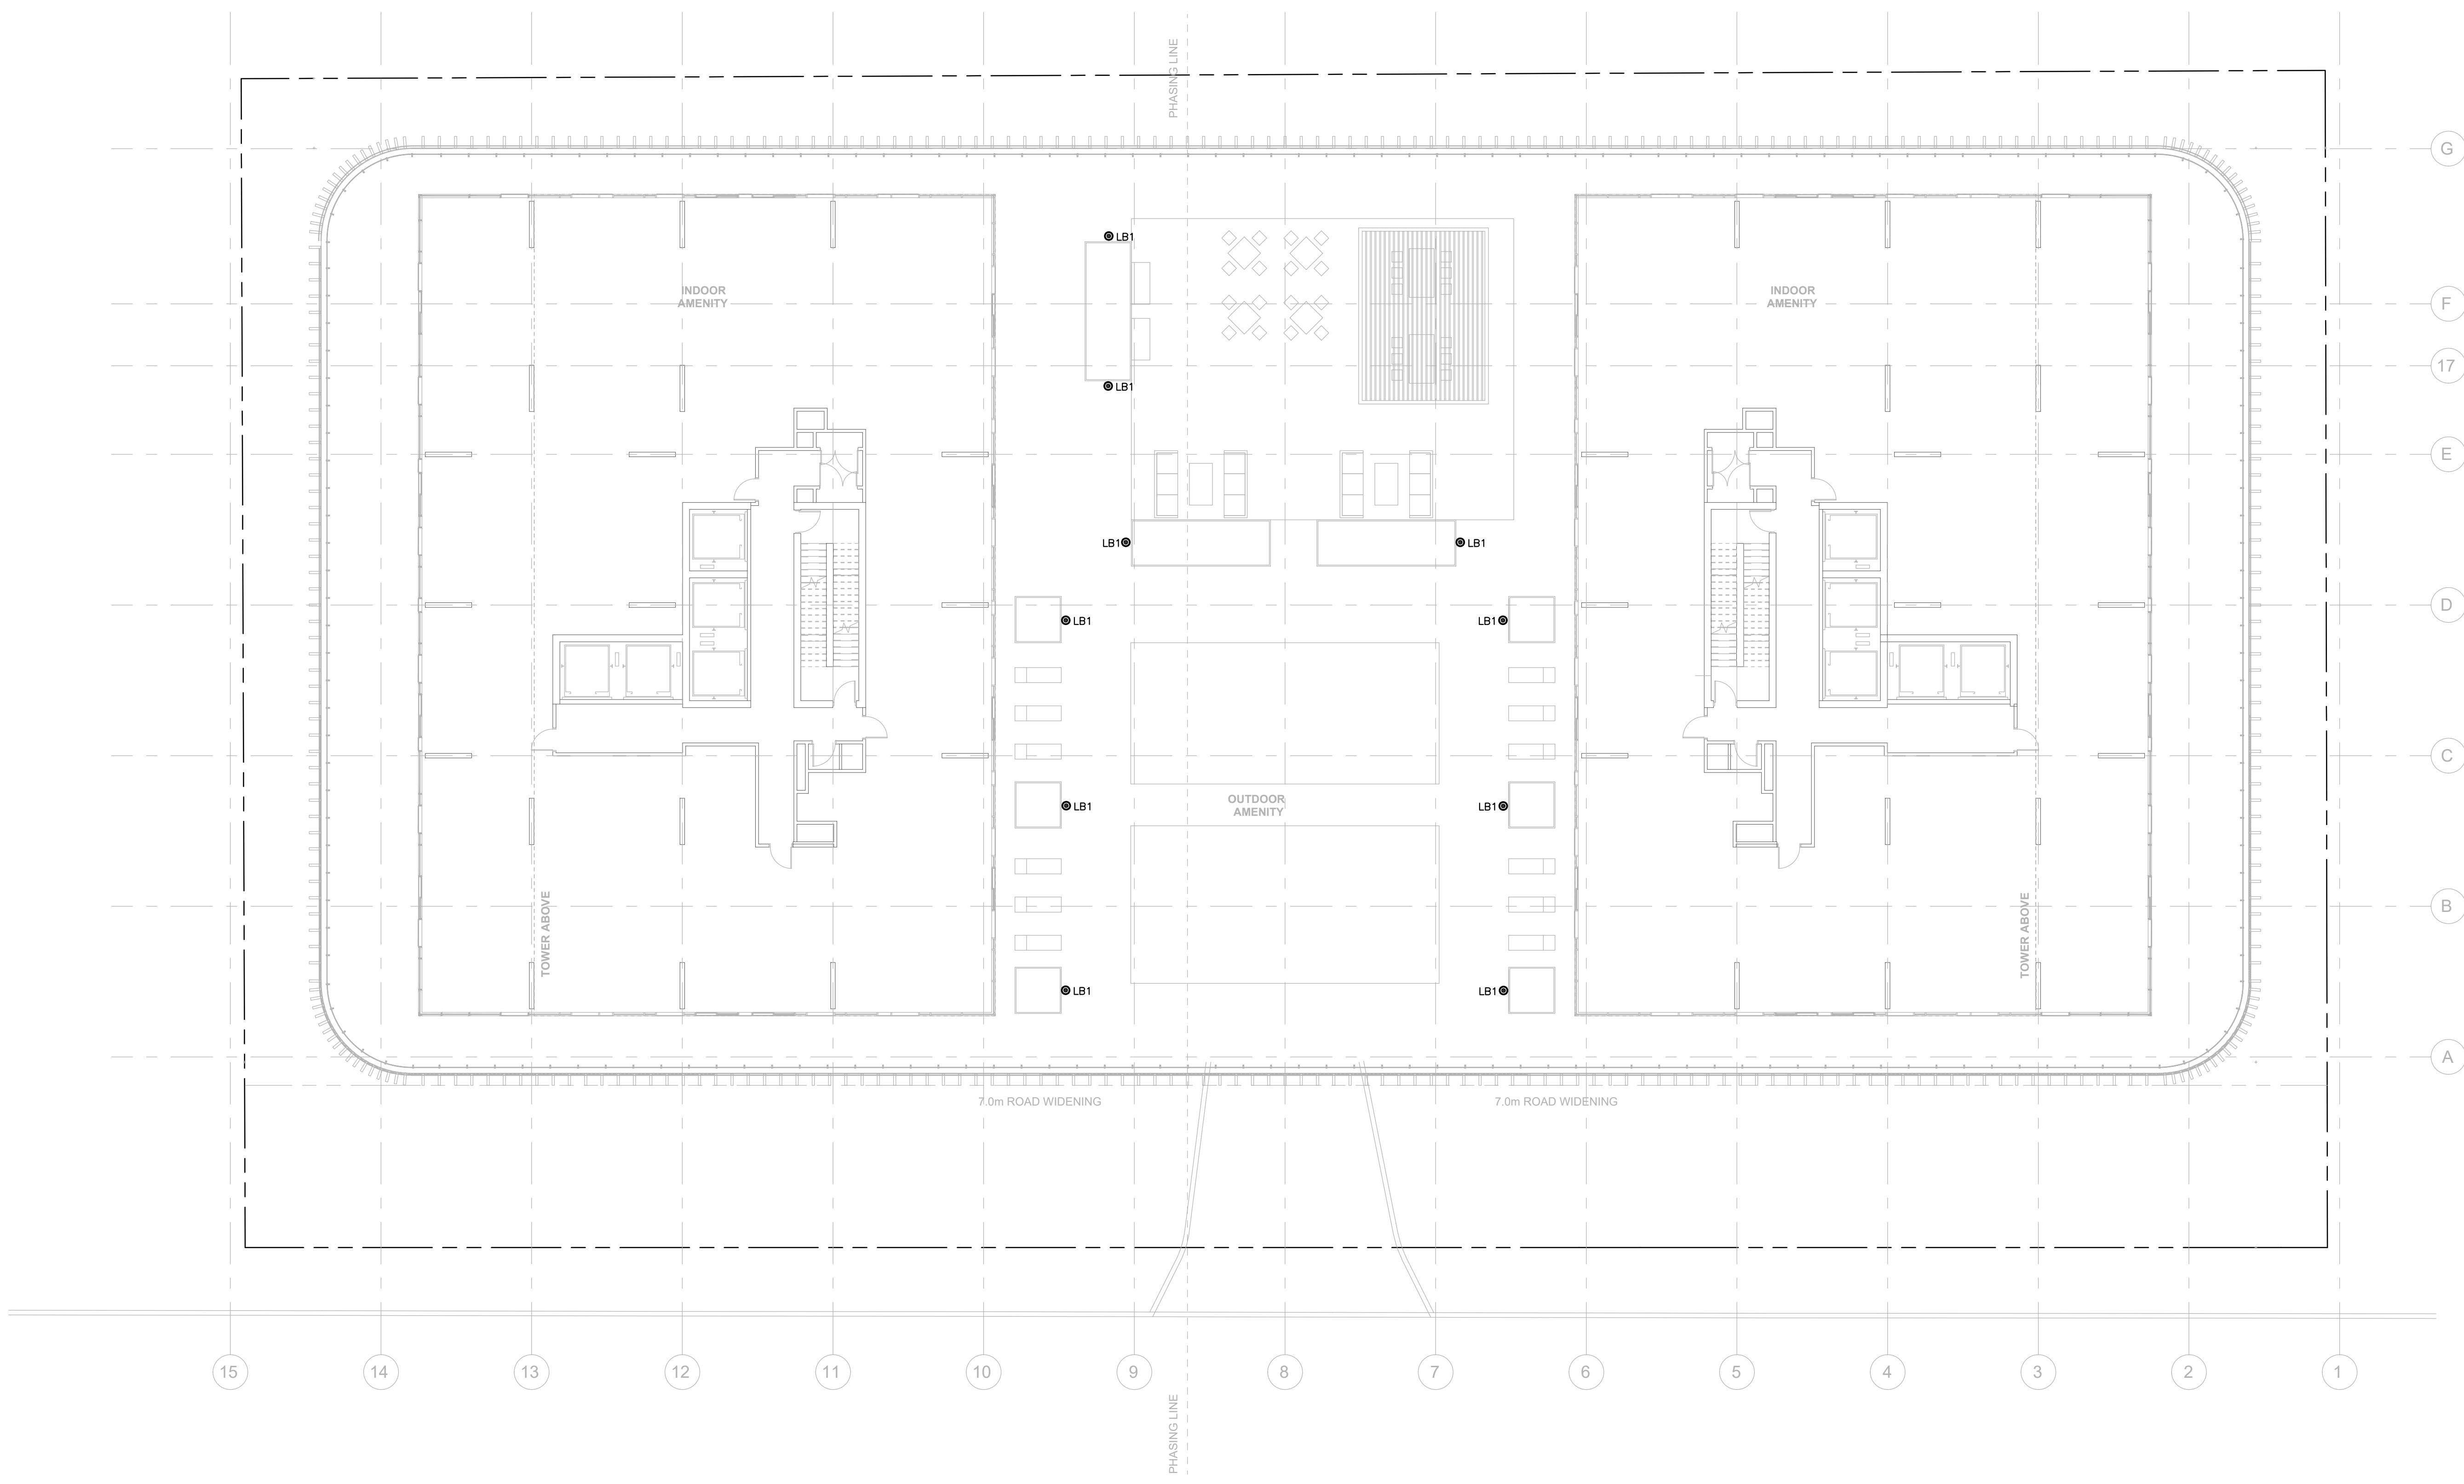 PHASING LINE
G
LB1
INDOOR
AMENITY
INDOOR
AMENITY
F
17
LB1
E
LB1
LB1
D
LB1
LB1
C
LB1
OUTDOOR
AMENITY
LB1
B
TOWER ABOVE
TOWER ABOVE
LB1
LB1
A
7.0m ROAD WIDENING
7.0m ROAD WIDENING
15
14
13
12
11
10
9
8
7
6
5
4
3
2
1
PHASING LINE